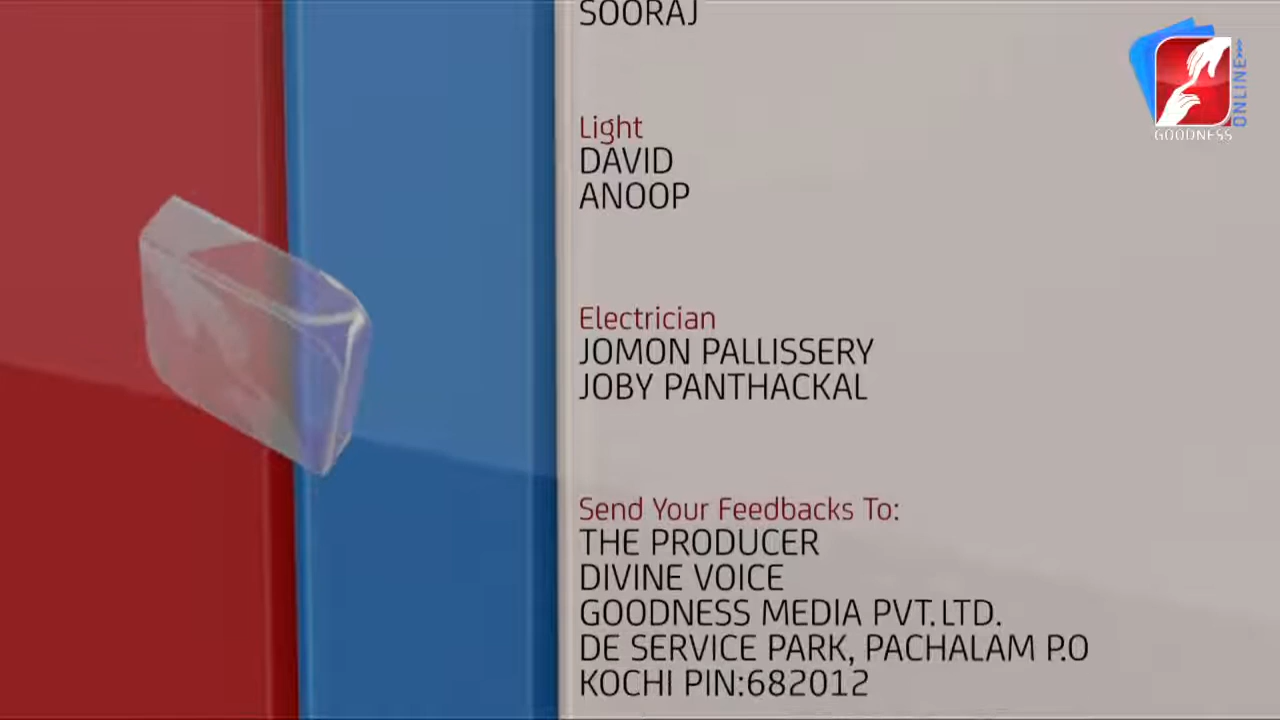 SOORAJ
Light
DAVID
ANOOP
Electrician
JOMON PALLISSERY
JOBY PANTHACKAL
Send Your Feedbacks To:
THE PRODUCER
DIVINE VOICE
GOODNESS MEDIA PVT.LTD.
DE SERVICE PARK, PACHALAM P.O
KOCHI PIN:682012
GOODNESS
ONLINE